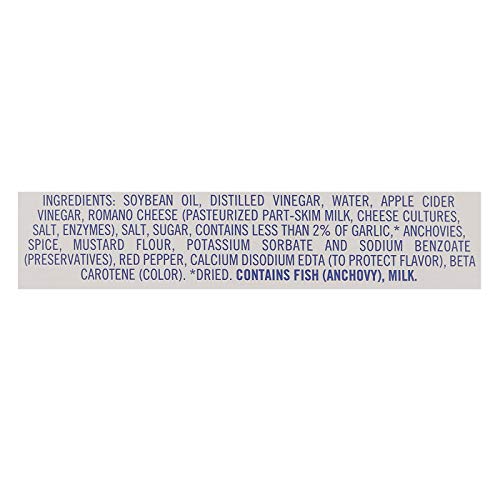 INGREDIENTS: SOYBEAN OIL, DISTILLED VINEGAR, WATER, APPLE CIDER
VINEGAR, ROMANO CHEESE (PASTEURIZED PART-SKIM MILK, CHEESE CULTURES,
SALT, ENZYMES), SALT, SUGAR, CONTAINS LESS THAN 2% OF GARLIC,* ANCHOVIES,
SPICE, MUSTARD FLOUR, POTASSIUM SORBATE AND SODIUM BENZOATE
(PRESERVATIVES), RED PEPPER, CALCIUM DISODIUM EDTA (TO PROTECT FLAVOR), BETA
CAROTENE (COLOR). *DRIED. CONTAINS FISH (ANCHOVY), MILK.